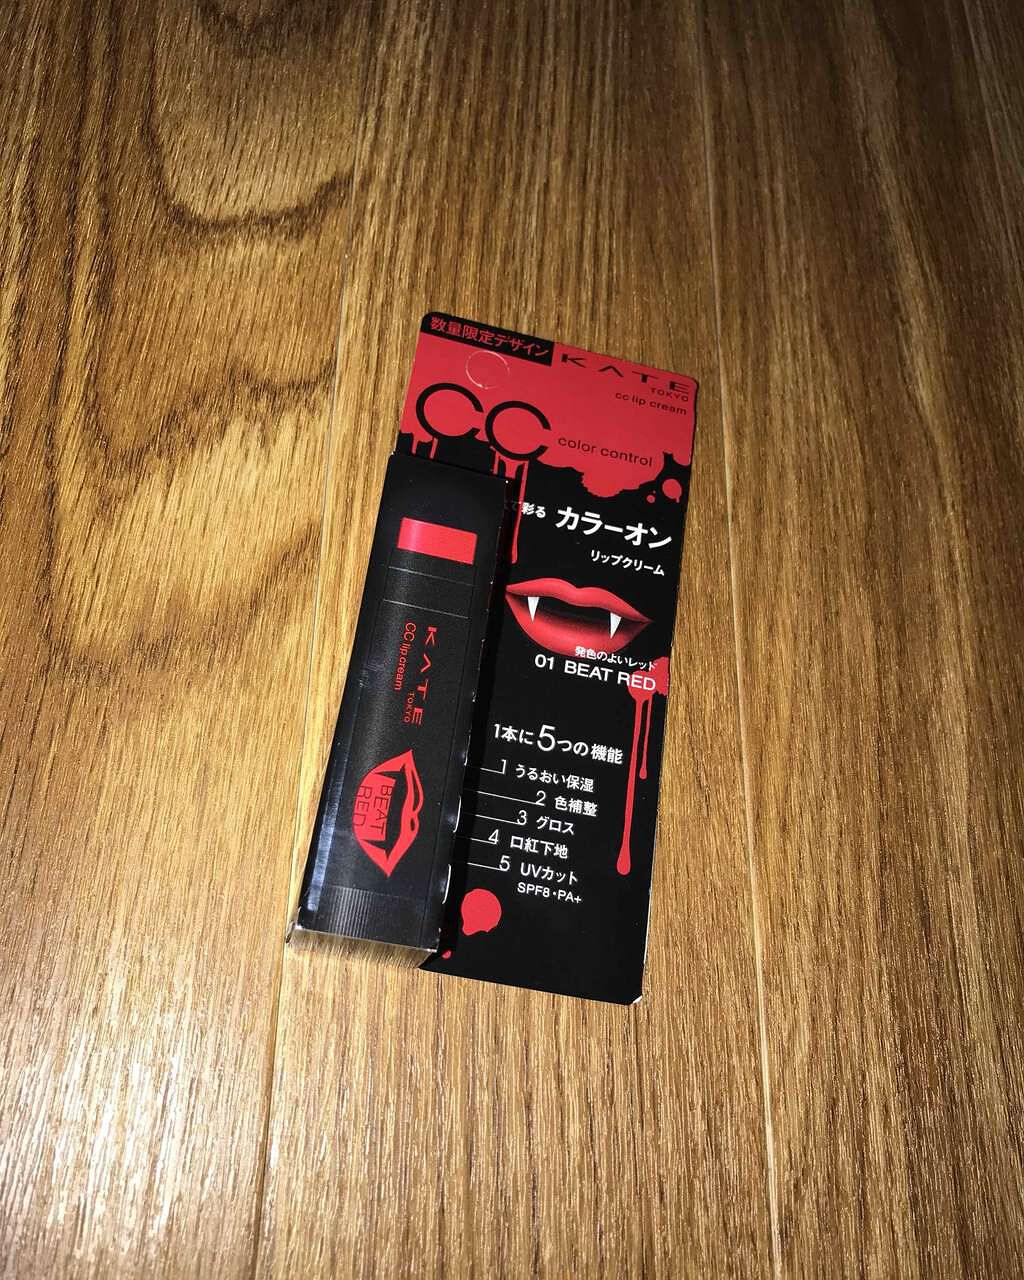 数量限定デザイン
KATE
TOKYO
cc lip cream
CC color control
て彩る カラーオン
リップクリーム
発色のよいレッド
01 BEAT RED
1本に5つの機能
1 うるおい保湿
2 色補整
3 グロス
4 口紅下地
5 UVカット
SPF8・PA+
KATE
TOKYO
CC lip cream
BEAT
RED